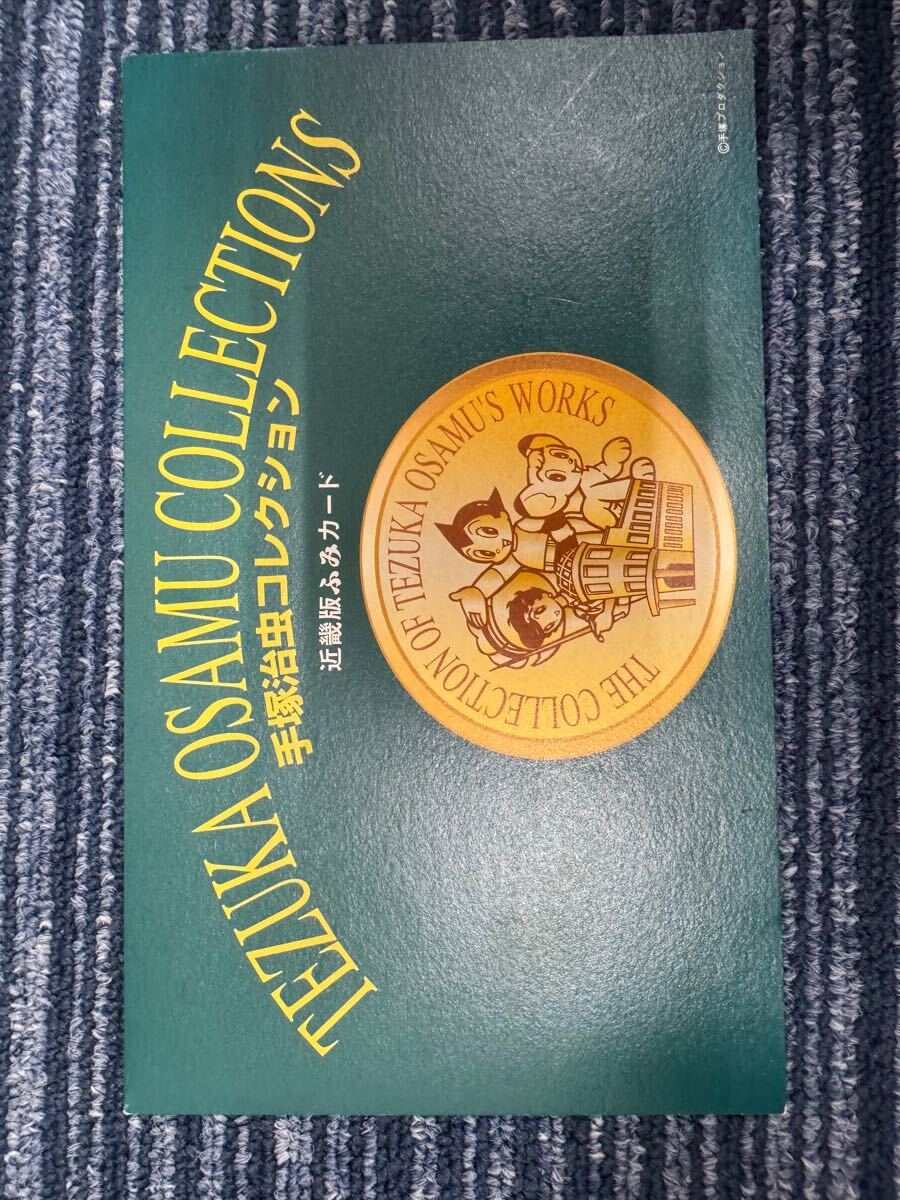 TEZUKA OSAMU COLLECTIONS
手塚治虫コレクション
近畿版ふみカード
THE COLLECTION OF TEZUKA OSAMU'S WORKS
©手塚プロダクション